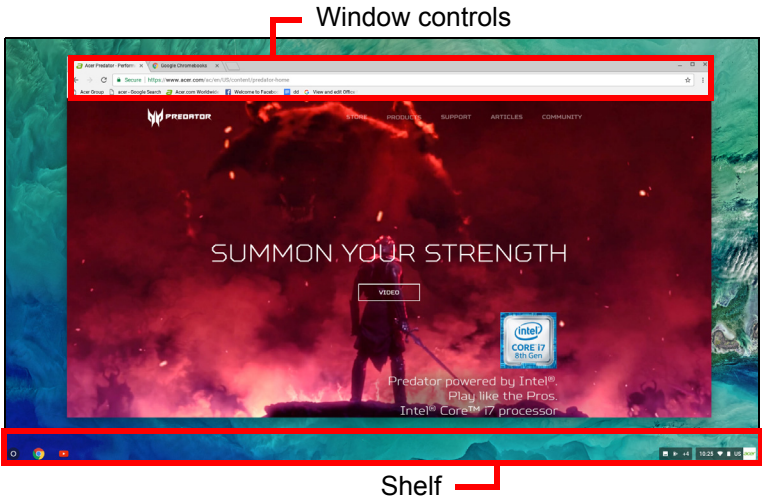 Window controls
Acer Predator - Perform Google Chromebooks
Secure https://www.acer.com/ac/en/US/content/predator-home
Acer Group acer - Google Search Acer.com Worldwide Welcome to Facebo dd View and edit Office
PREDATOR STORE PRODUCTS SUPPORT ARTICLES COMMUNITY
SUMMON YOUR STRENGTH
VIDEO
intel
CORE i7
8th Gen
Predator powered by Intel®.
Play like the Pros.
Intel® Core™ i7 processor
+4 10:25 US acer
Shelf